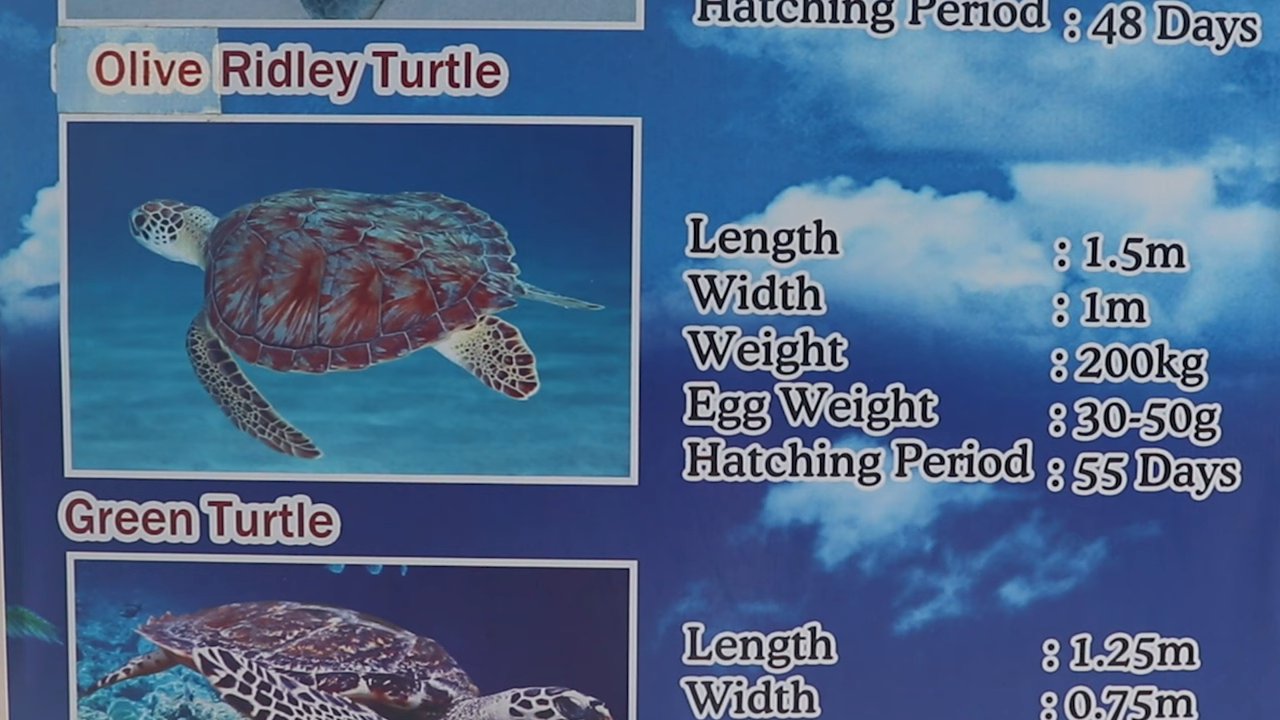 Hatching Period : 48 Days
Olive Ridley Turtle
Length : 1.5m
Width : 1m
Weight : 200kg
Egg Weight : 30-50g
Hatching Period : 55 Days
Green Turtle
Length : 1.25m
Width : 0.75m